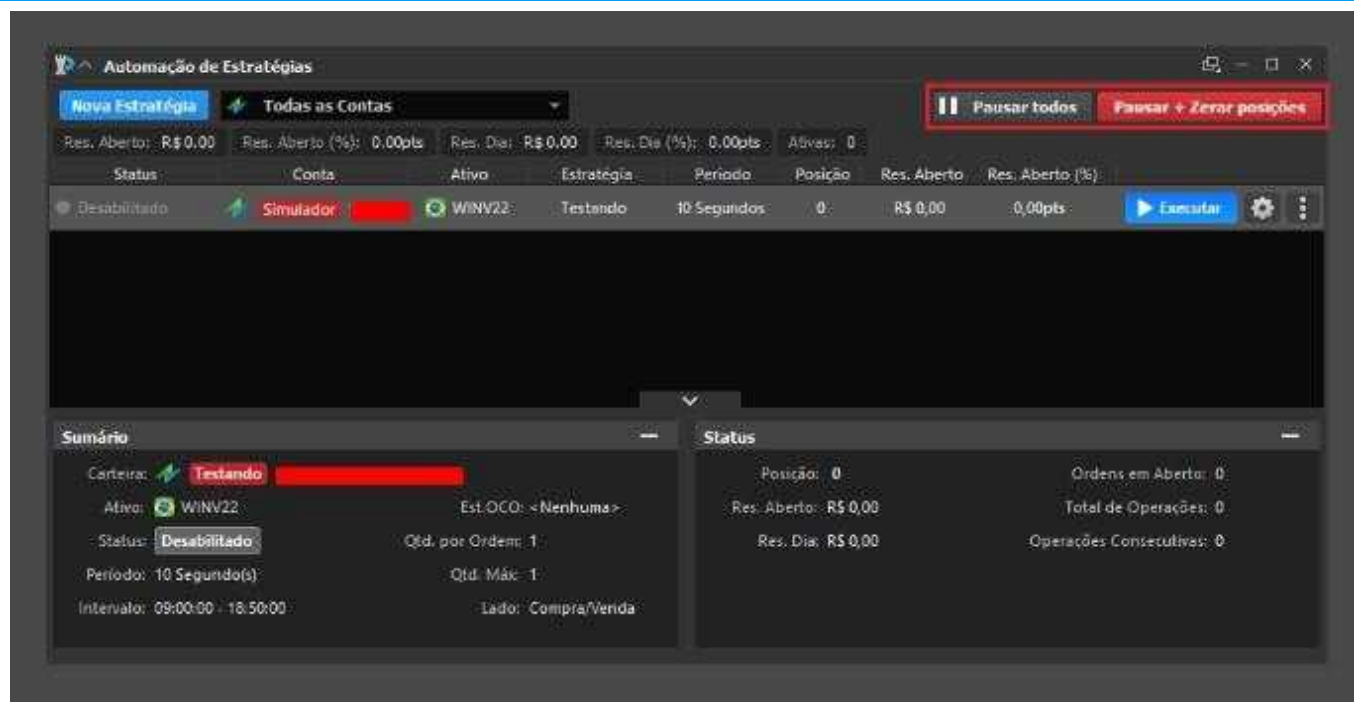 Automação de Estratégias
Nova Estratégia Todas as Contas Pausar todos Pausar + Zerar posições
Res. Aberto: R$ 0.00 Res. Aberto (%): 0.00pts Res. Dia: R$ 0.00 Res. Dia (%): 0.00pts Ativas: 0
Status Conta Ativo Estratégia Período Posição Res. Aberto Res. Aberto (%)
Desabilitado Simulador WINV22 Testando 10 Segundos 0 R$ 0,00 0,00pts Executar
Sumário
Carteira: Testando
Ativo: WINV22 Est.OCO: <Nenhuma>
Status: Desabilitado Qtd. por Ordem: 1
Período: 10 Segundo(s) Qtd. Máx: 1
Intervalo: 09:00:00 - 18:50:00 Lado: Compra/Venda
Status
Posição: 0 Ordens em Aberto: 0
Res. Aberto: R$ 0,00 Total de Operações: 0
Res. Dia: R$ 0,00 Operações Consecutivas: 0